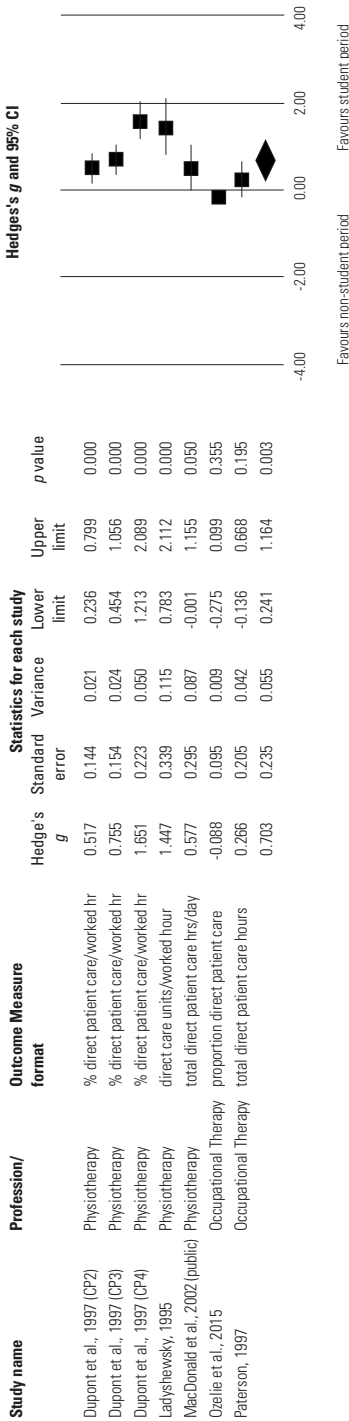 Study name Profession/ Outcome Measure format Statistics for each study Hedges's g and 95% CI
Hedge's g Standard error Variance Lower limit Upper limit p value
Dupont et al., 1997 (CP2) Physiotherapy % direct patient care/worked hr 0.517 0.144 0.021 0.236 0.799 0.000
Dupont et al., 1997 (CP3) Physiotherapy % direct patient care/worked hr 0.755 0.154 0.024 0.454 1.056 0.000
Dupont et al., 1997 (CP4) Physiotherapy % direct patient care/worked hr 1.651 0.223 0.050 1.213 2.089 0.000
Ladyshewsky, 1995 Physiotherapy direct care units/worked hour 1.447 0.339 0.115 0.783 2.112 0.000
MacDonald et al., 2002 (public) Physiotherapy total direct patient care hrs/day 0.577 0.295 0.087 -0.001 1.155 0.050
Ozelie et al., 2015 Occupational Therapy proportion direct patient care -0.088 0.095 0.009 -0.275 0.099 0.355
Paterson, 1997 Occupational Therapy total direct patient care hours 0.266 0.205 0.042 -0.136 0.668 0.195
0.703 0.235 0.055 0.241 1.164 0.003
-4.00 -2.00 0.00 2.00 4.00
Favours non-student period Favours student period